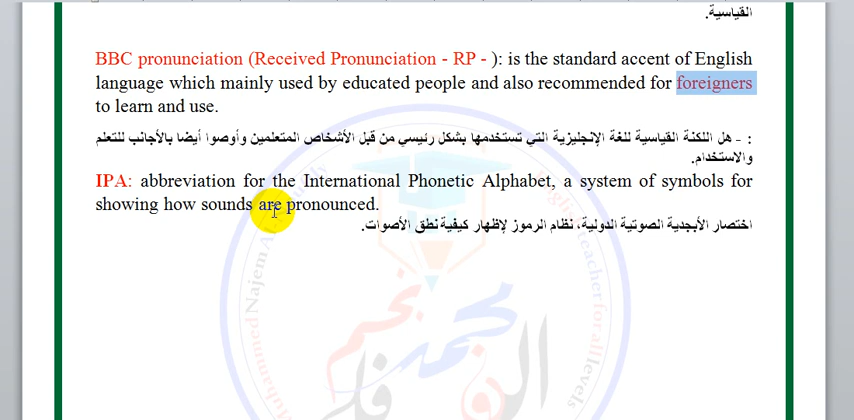 القياسية.
BBC pronunciation (Received Pronunciation - RP - ): is the standard accent of English
language which mainly used by educated people and also recommended for foreigners
to learn and use.
: - هل اللكنة القياسية للغة الإنجليزية التي تستخدمها بشكل رئيسي من قبل الأشخاص المتعلمين وأوصوا أيضا بالأجانب للتعلم
والاستخدام.
IPA: abbreviation for the International Phonetic Alphabet, a system of symbols for
showing how sounds are pronounced.
اختصار الأبجدية الصوتية الدولية، نظام الرموز لإظهار كيفية نطق الأصوات.